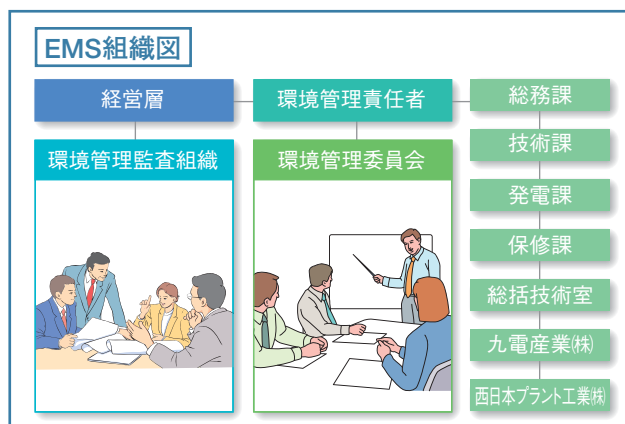 EMS組織図
経営層
環境管理責任者
総務課
環境管理監査組織
環境管理委員会
技術課
発電課
保修課
総括技術室
九電産業㈱
西日本プラント工業㈱